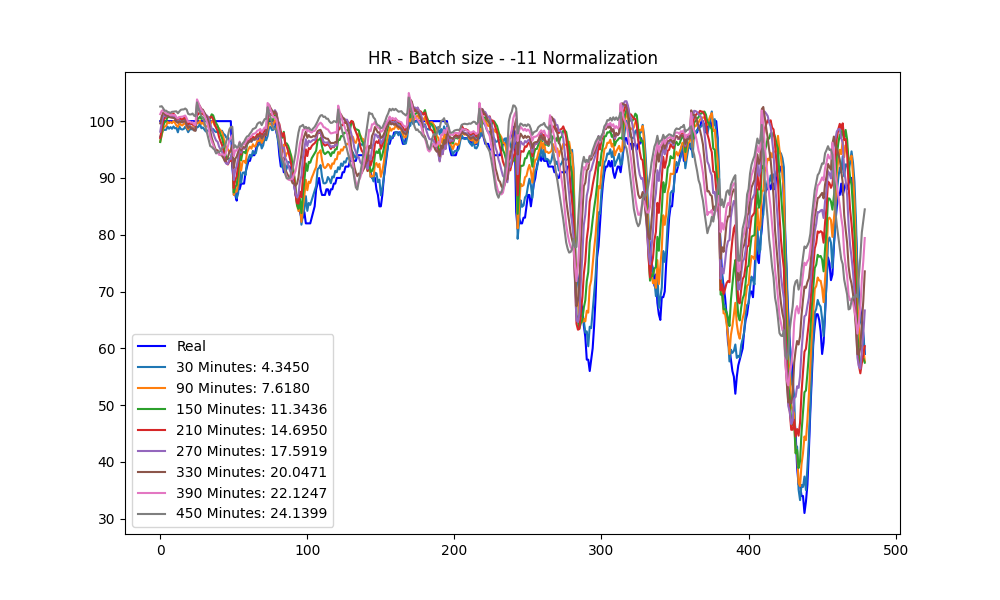 HR - Batch size - -11 Normalization
100
90
80
70
60
50
40
30
Real
30 Minutes: 4.3450
90 Minutes: 7.6180
150 Minutes: 11.3436
210 Minutes: 14.6950
270 Minutes: 17.5919
330 Minutes: 20.0471
390 Minutes: 22.1247
450 Minutes: 24.1399
0 100 200 300 400 500